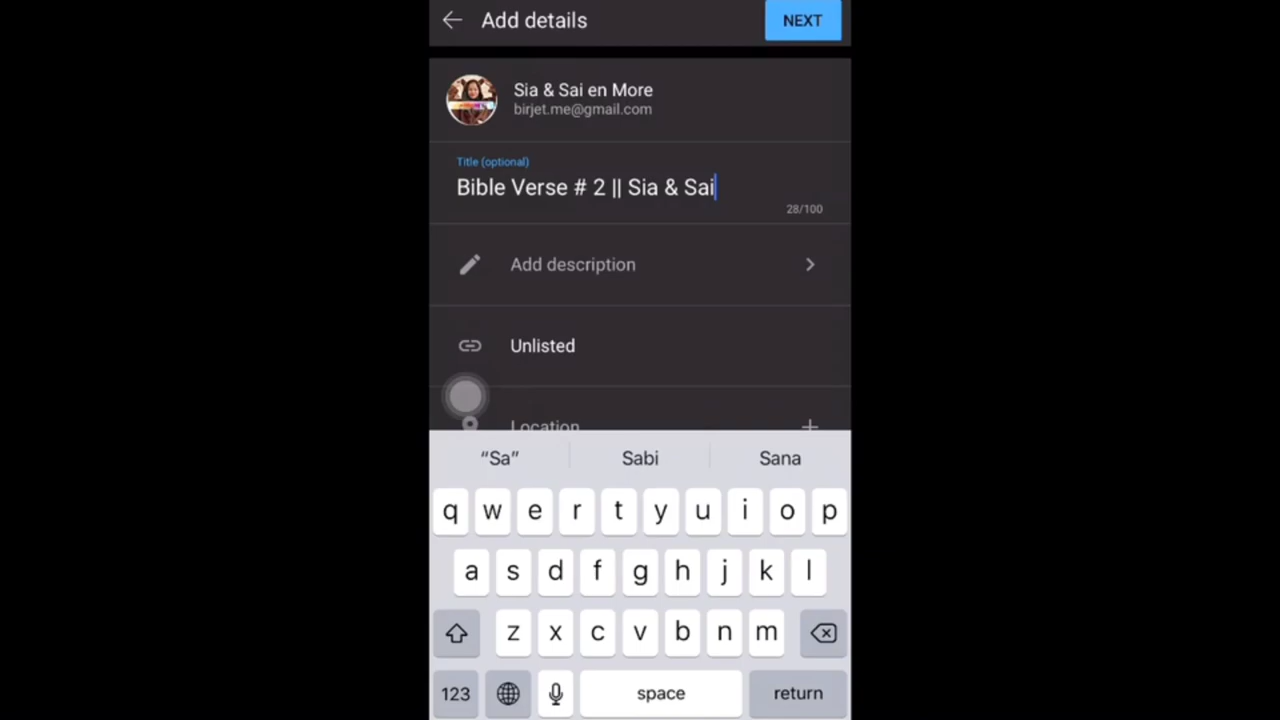 Add details
NEXT
Sia & Sai en More
birjet.me@gmail.com
Title (optional)
Bible Verse # 2 || Sia & Sai
28/100
Add description
Unlisted
Location
“Sa” Sabi Sana
q w e r t y u i o p
a s d f g h j k l
z x c v b n m
123 space return